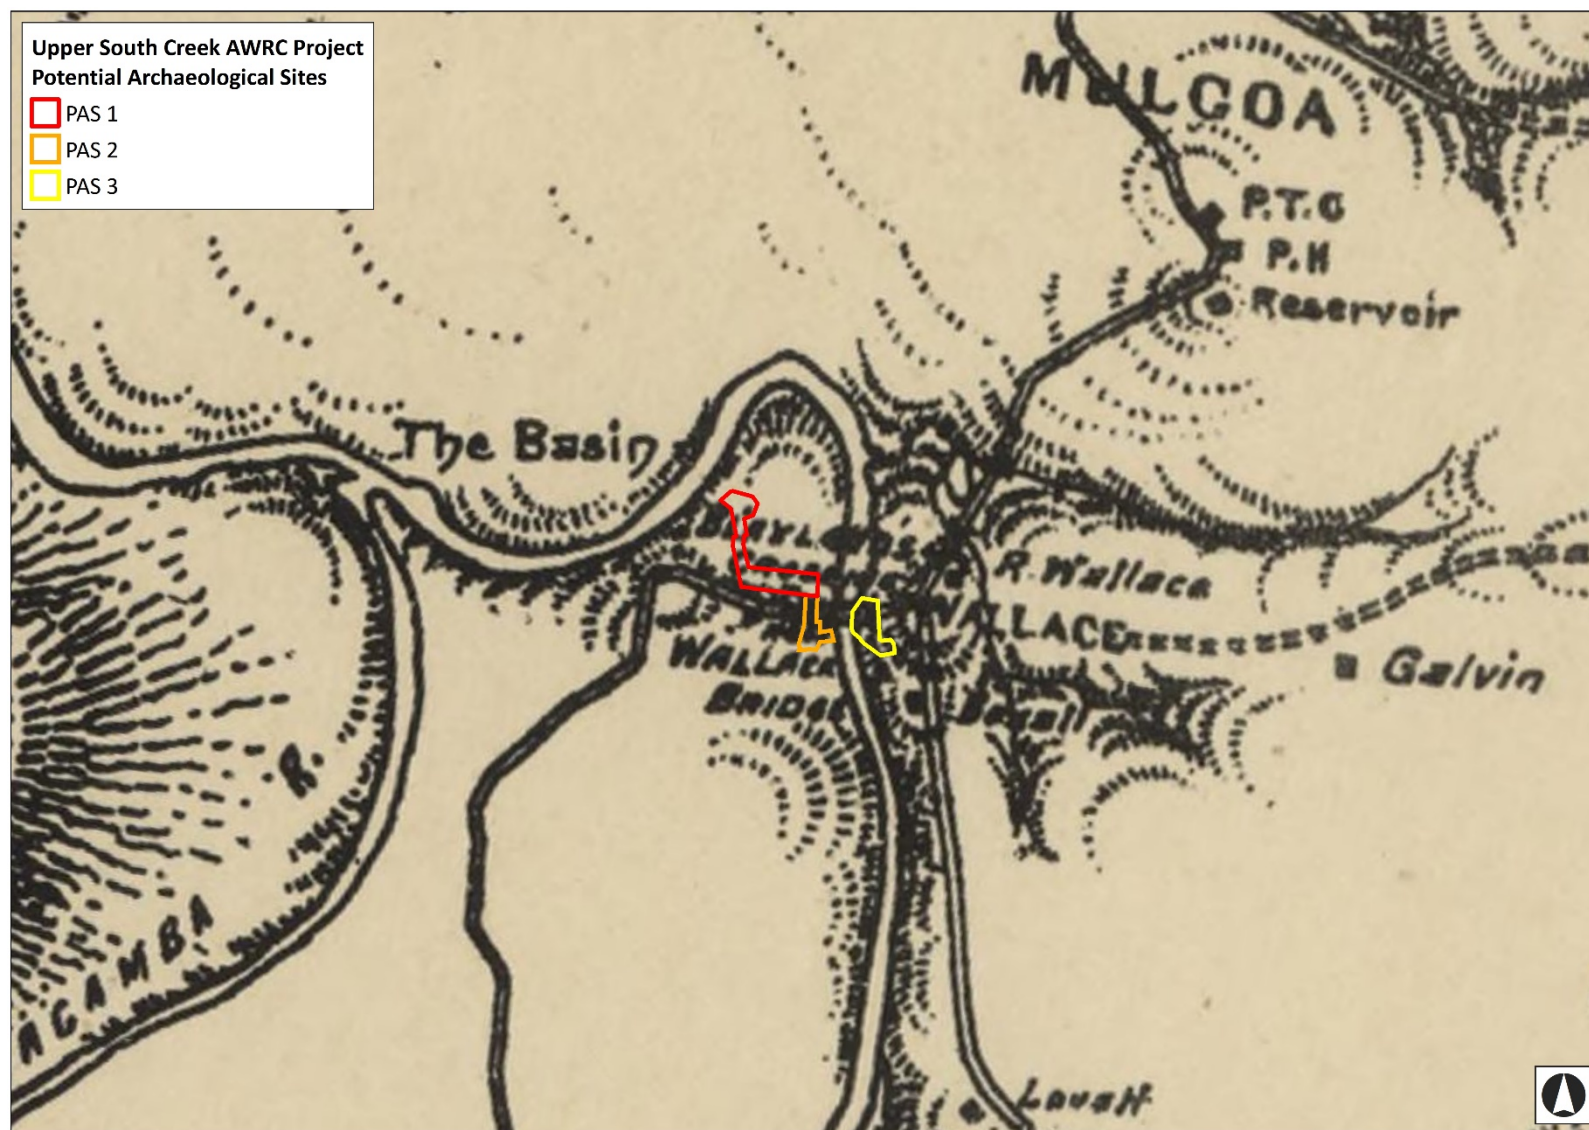 Upper South Creek AWRC Project
Potential Archaeological Sites
PAS 1
PAS 2
PAS 3
MULGOA
P.T.O
P.H
Reservoir
The Basin
R. Wallace
WALLACE
Galvin
WALLACE
BRIDGE
R.